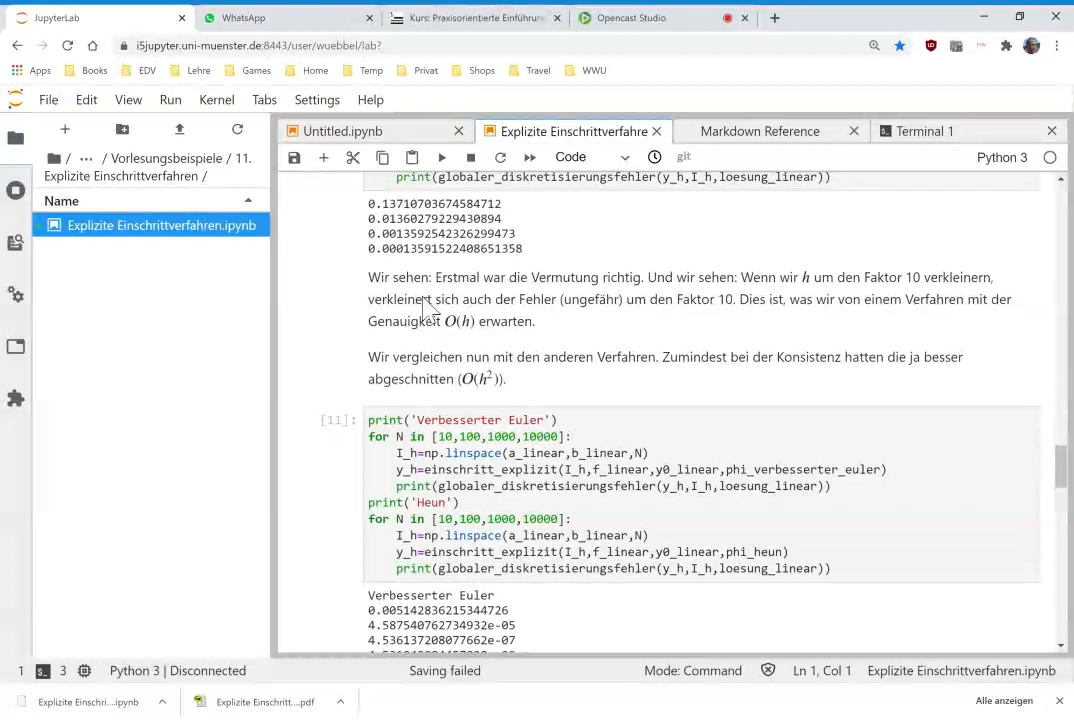 JupyterLab
WhatsApp
Kurs: Praxisorientierte Einführung
Opencast Studio
i5jupyter.uni-muenster.de:8443/user/wuebbel/lab?
Apps Books EDV Lehre Games Home Temp Privat Shops Travel WWU
File Edit View Run Kernel Tabs Settings Help
Untitled.ipynb
Explizite Einschrittverfahre
Markdown Reference
Terminal 1
/ ... / Vorlesungsbeispiele / 11.
Explizite Einschrittverfahren /
Code
git
Python 3
Name
Explizite Einschrittverfahren.ipynb
print(globaler_diskretisierungsfehler(y_h,I_h,loesung_linear))
0.13710703674584712
0.01360279229430894
0.0013592542326299473
0.00013591522408651358
Wir sehen: Erstmal war die Vermutung richtig. Und wir sehen: Wenn wir h um den Faktor 10 verkleinern,
verkleinert sich auch der Fehler (ungefähr) um den Faktor 10. Dies ist, was wir von einem Verfahren mit der
Genauigkeit O(h) erwarten.
Wir vergleichen nun mit den anderen Verfahren. Zumindest bei der Konsistenz hatten die ja besser
abgeschnitten (O(h²)).
[11]:
print('Verbesserter Euler')
for N in [10,100,1000,10000]:
    I_h=np.linspace(a_linear,b_linear,N)
    y_h=einschritt_explizit(I_h,f_linear,y0_linear,phi_verbesserter_euler)
    print(globaler_diskretisierungsfehler(y_h,I_h,loesung_linear))
print('Heun')
for N in [10,100,1000,10000]:
    I_h=np.linspace(a_linear,b_linear,N)
    y_h=einschritt_explizit(I_h,f_linear,y0_linear,phi_heun)
    print(globaler_diskretisierungsfehler(y_h,I_h,loesung_linear))
Verbesserter Euler
0.005142836215344726
4.587540762734932e-05
4.536137208077662e-07
1 3 Python 3 | Disconnected
Saving failed
Mode: Command
Ln 1, Col 1
Explizite Einschrittverfahren.ipynb
Explizite Einschri....ipynb
Explizite Einschritt....pdf
Alle anzeigen